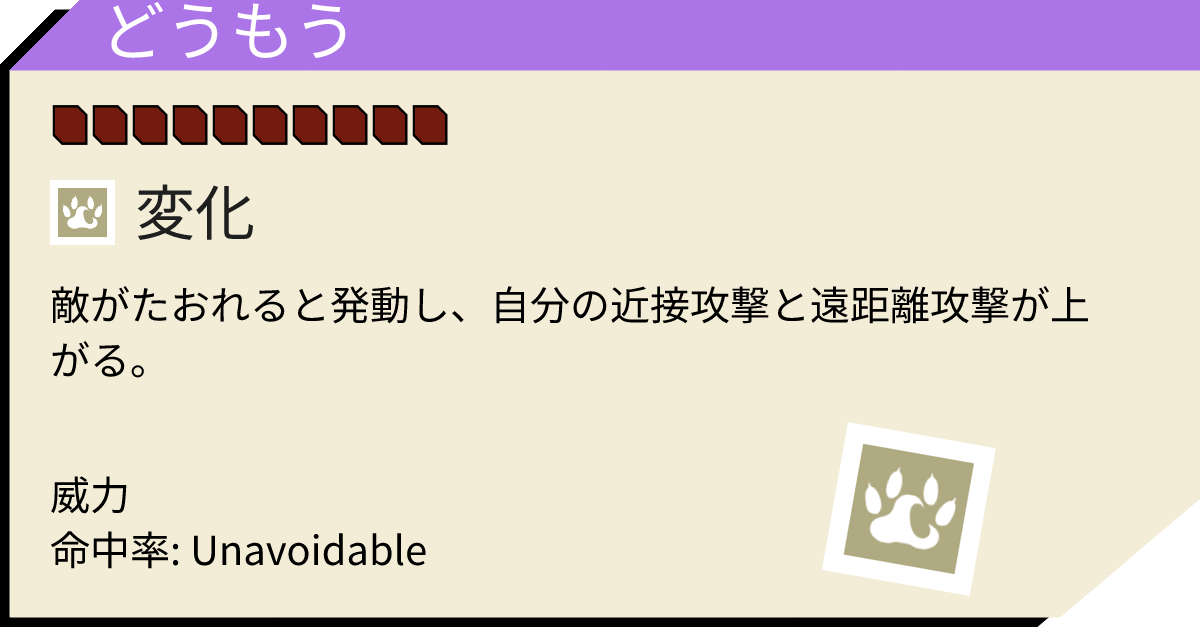 どうもう
変化
敵がたおれると発動し、自分の近接攻撃と遠距離攻撃が上
がる。
威力
命中率: Unavoidable